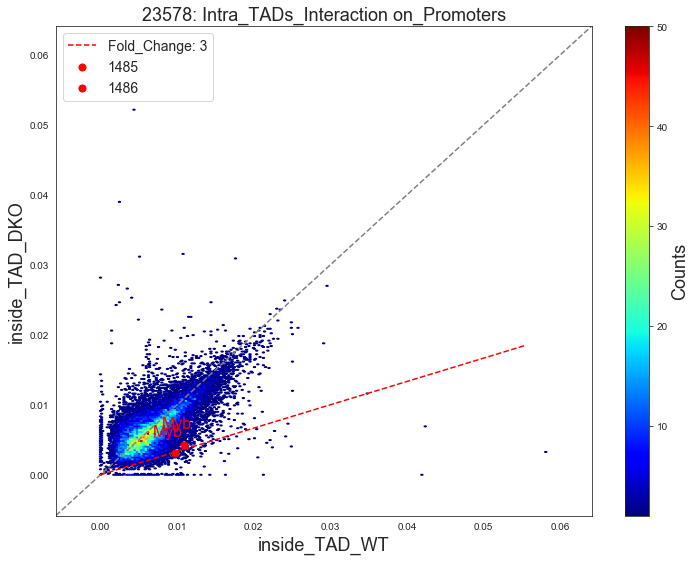 23578: Intra_TADs_Interaction on_Promoters
Fold_Change: 3
1485
1486
0.06
0.05
0.04
0.03
0.02
0.01
0.00
inside_TAD_DKO
Myb
Myb
0.00 0.01 0.02 0.03 0.04 0.05 0.06
inside_TAD_WT
50
40
30
20
10
Counts